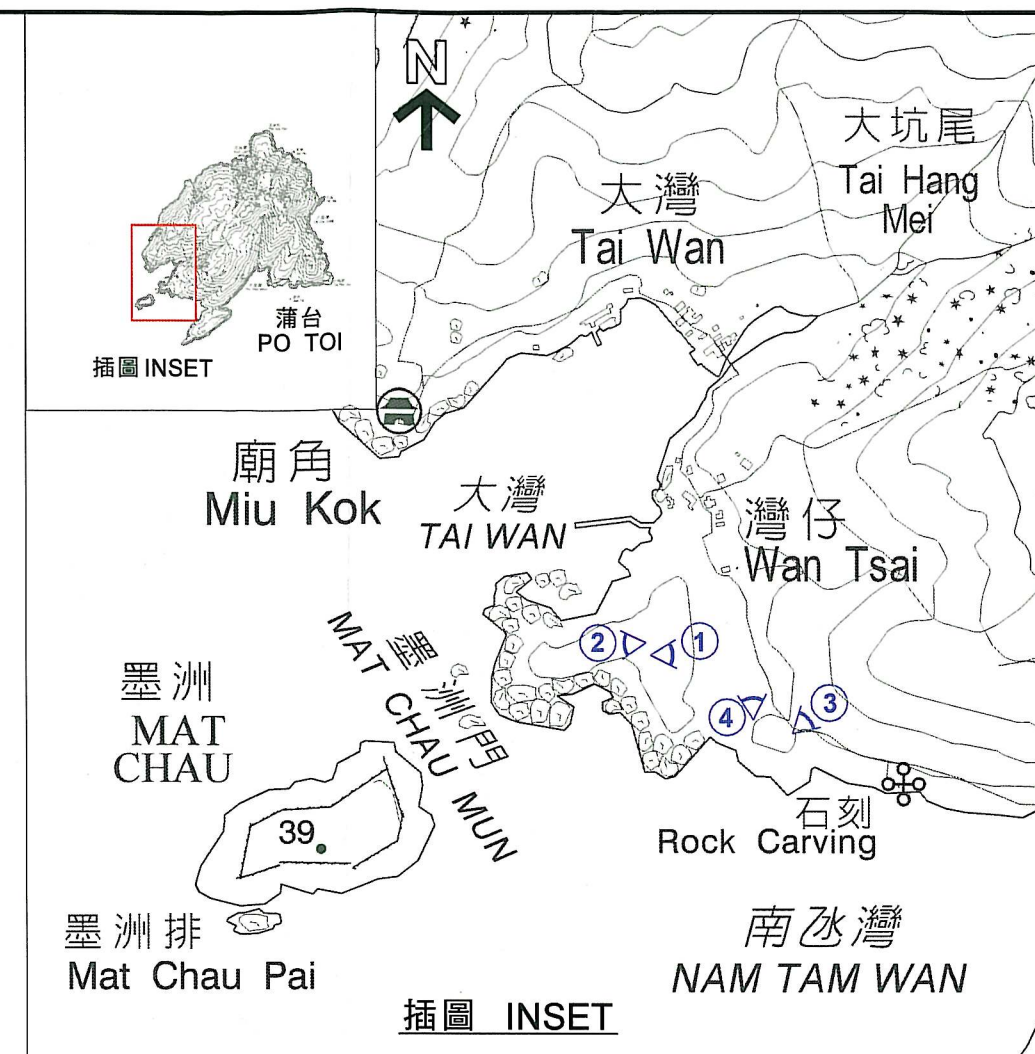 N
大坑尾
Tai Hang
Mei
大灣
Tai Wan
蒲台
PO TOI
插圖 INSET
廟角
Miu Kok
大灣
TAI WAN
灣仔
Wan Tsai
墨洲門
MAT CHAU MUN
2
1
4
3
墨洲
MAT
CHAU
39
石刻
Rock Carving
墨洲排
Mat Chau Pai
南氹灣
NAM TAM WAN
插圖 INSET